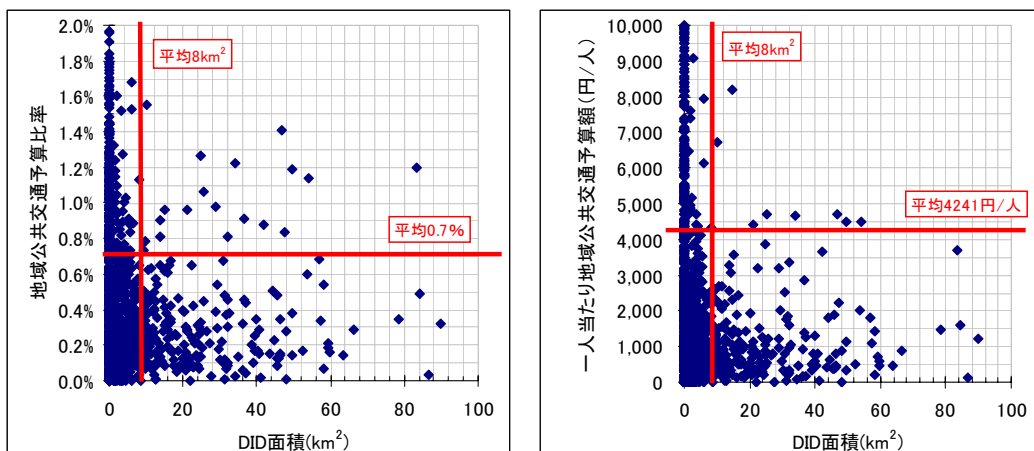 2.0%
1.8%
1.6%
1.4%
1.2%
1.0%
0.8%
0.6%
0.4%
0.2%
0.0%
地域公共交通予算比率
平均8km²
平均0.7%
0 20 40 60 80 100
DID面積(km²)
10,000
9,000
8,000
7,000
6,000
5,000
4,000
3,000
2,000
1,000
0
一人当たり地域公共交通予算額(円/人)
平均8km²
平均4241円/人
0 20 40 60 80 100
DID面積(km²)